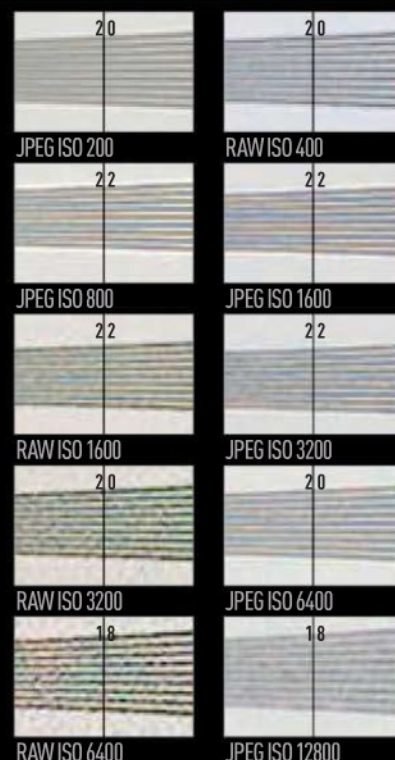 20 20
JPEG ISO 200 RAW ISO 400
22 22
JPEG ISO 800 JPEG ISO 1600
22 22
RAW ISO 1600 JPEG ISO 3200
20 20
RAW ISO 3200 JPEG ISO 6400
18 18
RAW ISO 6400 JPEG ISO 12800